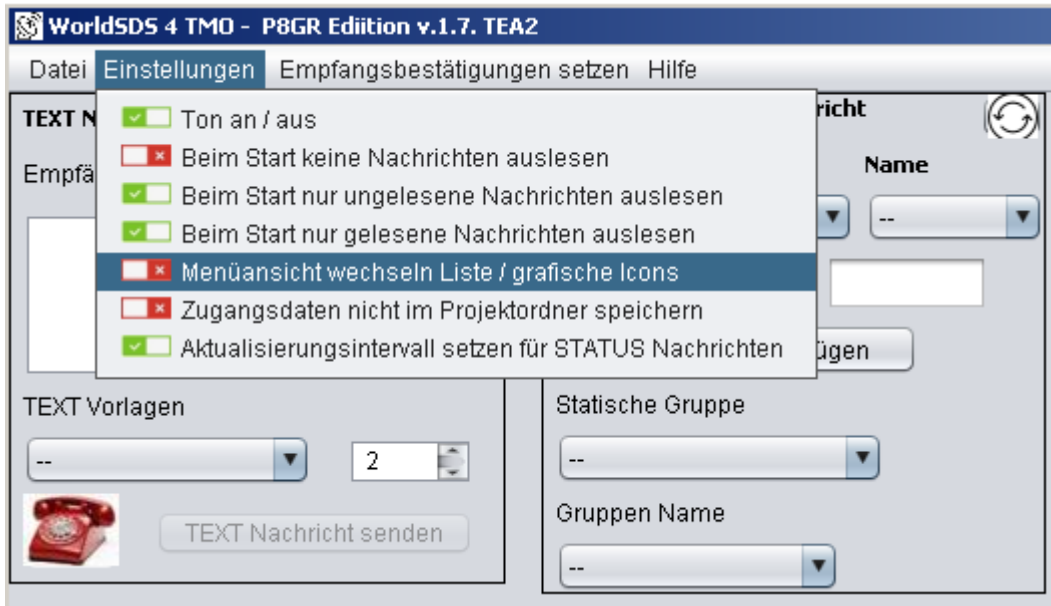 WorldSDS 4 TMO - P8GR Ediition v.1.7. TEA2
Datei Einstellungen Empfangsbestätigungen setzen Hilfe
TEXT N
Empfä
Ton an / aus
Beim Start keine Nachrichten auslesen
Beim Start nur ungelesene Nachrichten auslesen
Beim Start nur gelesene Nachrichten auslesen
Menüansicht wechseln Liste / grafische Icons
Zugangsdaten nicht im Projektordner speichern
Aktualisierungsintervall setzen für STATUS Nachrichten
richt
Name
--
ügen
TEXT Vorlagen
-- 2
TEXT Nachricht senden
Statische Gruppe
--
Gruppen Name
--